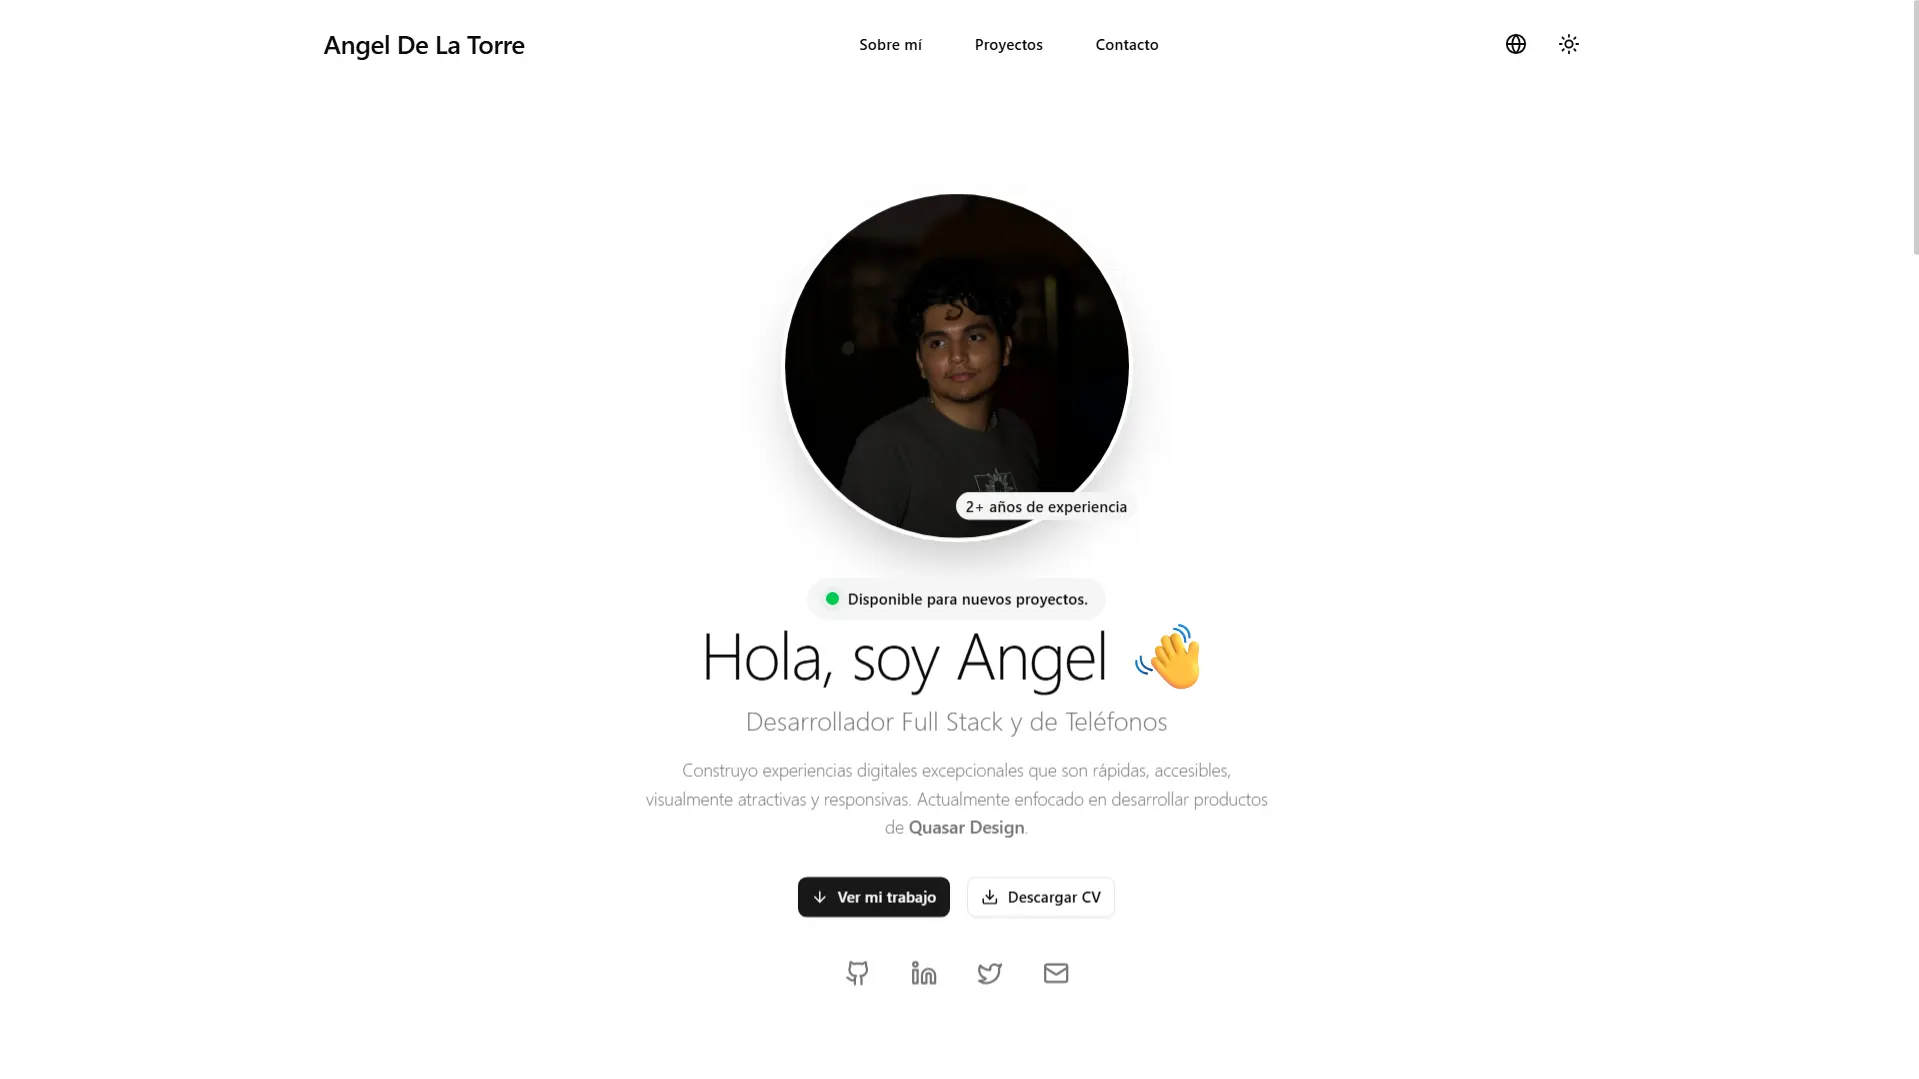 Angel De La Torre
Sobre mí
Proyectos
Contacto
2+ años de experiencia
Disponible para nuevos proyectos.
Hola, soy Angel 👋
Desarrollador Full Stack y de Teléfonos
Construyo experiencias digitales excepcionales que son rápidas, accesibles,
visualmente atractivas y responsivas. Actualmente enfocado en desarrollar productos
de Quasar Design.
Ver mi trabajo
Descargar CV